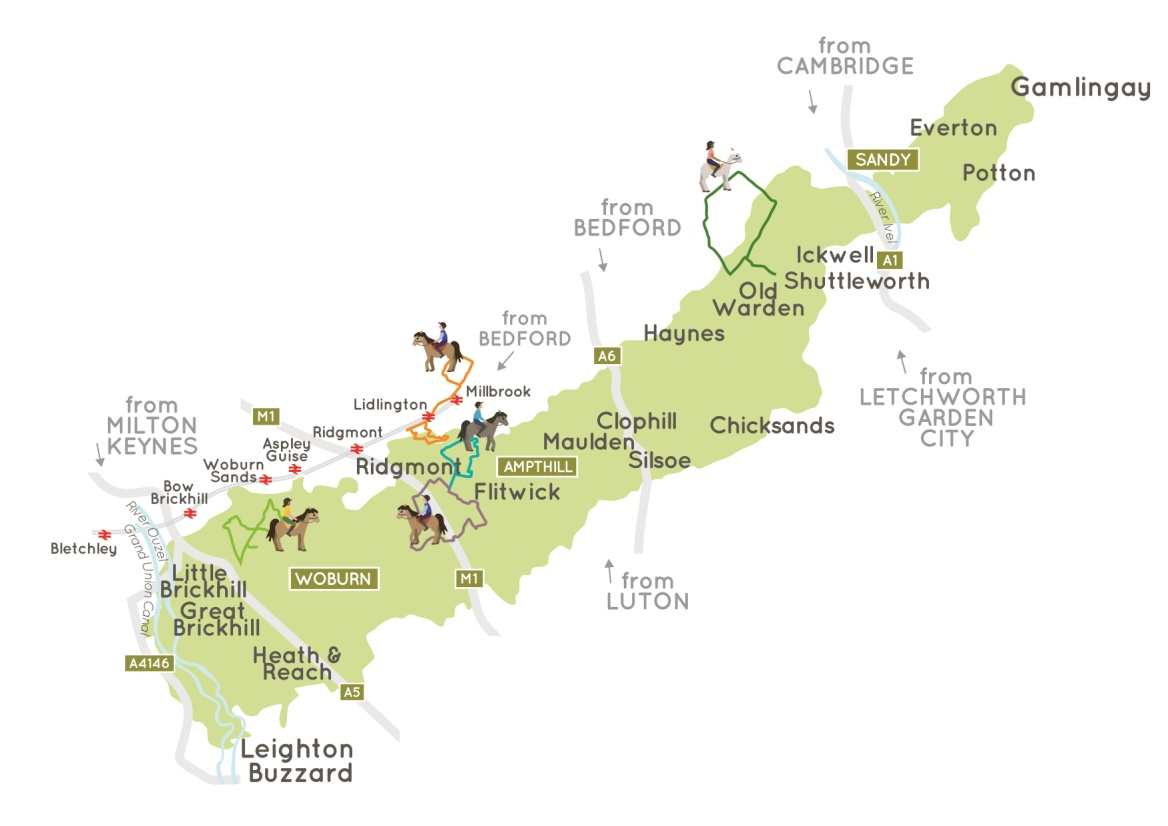 from
CAMBRIDGE
Gamlingay
Everton
SANDY
Potton
River Ivel
from
BEDFORD
Ickwell
A1
Shuttleworth
Old
Warden
Haynes
from
BEDFORD
A6
from
LETCHWORTH
GARDEN
CITY
Millbrook
Lidlington
from
MILTON
KEYNES
M1
Ridgmont
Clophill
Chicksands
Maulden
Silsoe
Aspley
Guise
Woburn
Sands
Ridgmont
AMPTHILL
Flitwick
Bow
Brickhill
River Ouzel
Grand Union Canal
Bletchley
Little
Brickhill
WOBURN
M1
from
LUTON
Great
Brickhill
A4146
Heath &
Reach
A5
Leighton
Buzzard